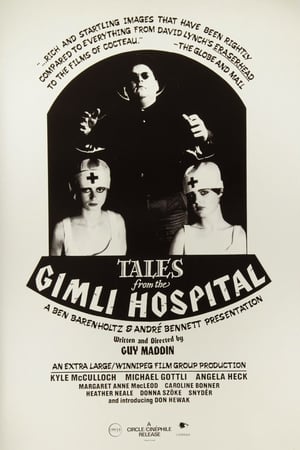 "...RICH AND STARTLING IMAGES THAT HAVE BEEN RIGHTLY
COMPARED TO EVERYTHING FROM DAVID LYNCH'S ERASERHEAD
TO THE FILMS OF COCTEAU."
-THE GLOBE AND MAIL
TALES
from the
GIMLI HOSPITAL
A BEN BARENHOLTZ & ANDRÉ BENNETT PRESENTATION
Written and Directed by
GUY MADDIN
AN EXTRA LARGE/WINNIPEG FILM GROUP PRODUCTION
KYLE McCULLOCH MICHAEL GOTTLI ANGELA HECK
MARGARET ANNE MacLEOD CAROLINE BONNER
HEATHER NEALE DONNA SZÖKE SNYDER
and introducing DON HEWAK
A
CIRCLE/CINEPHILE
RELEASE